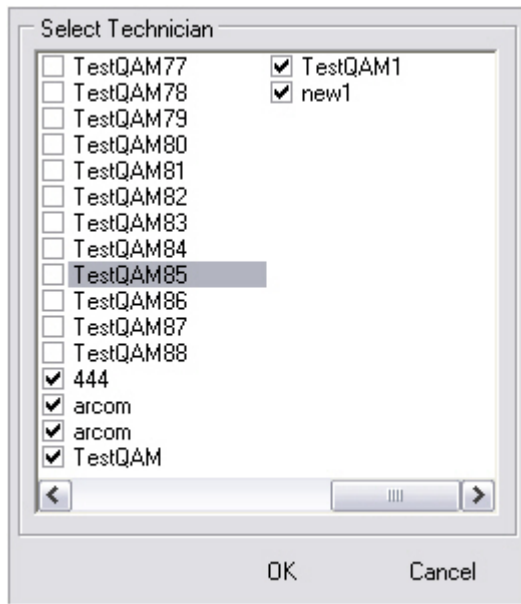 Select Technician
TestQAM77
TestQAM78
TestQAM79
TestQAM80
TestQAM81
TestQAM82
TestQAM83
TestQAM84
TestQAM85
TestQAM86
TestQAM87
TestQAM88
444
arcom
arcom
TestQAM
TestQAM1
new1
OK
Cancel